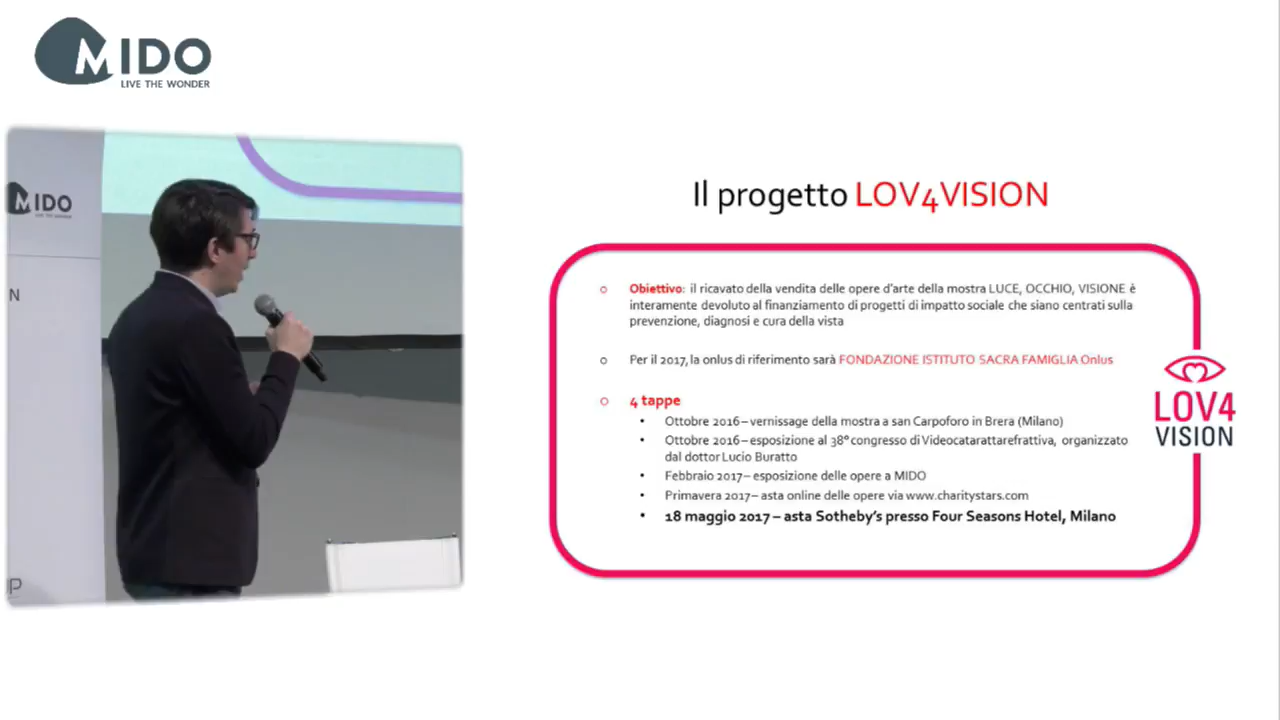 MIDO
LIVE THE WONDER
MIDO
LIVE THE WONDER
N
Il progetto LOV4VISION
Obiettivo: il ricavato della vendita delle opere d'arte della mostra LUCE, OCCHIO, VISIONE è
interamente devoluto al finanziamento di progetti di impatto sociale che siano centrati sulla
prevenzione, diagnosi e cura della vista
Per il 2017, la onlus di riferimento sarà FONDAZIONE ISTITUTO SACRA FAMIGLIA Onlus
4 tappe
Ottobre 2016 – vernissage della mostra a san Carpoforo in Brera (Milano)
Ottobre 2016 – esposizione al 38° congresso di Videocatarattarefrattiva, organizzato
dal dottor Lucio Buratto
Febbraio 2017 – esposizione delle opere a MIDO
Primavera 2017 – asta online delle opere via www.charitystars.com
18 maggio 2017 – asta Sotheby's presso Four Seasons Hotel, Milano
LOV4
VISION